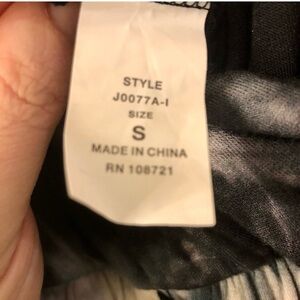 STYLE
J0077A-I
SIZE
S
MADE IN CHINA
RN 108721